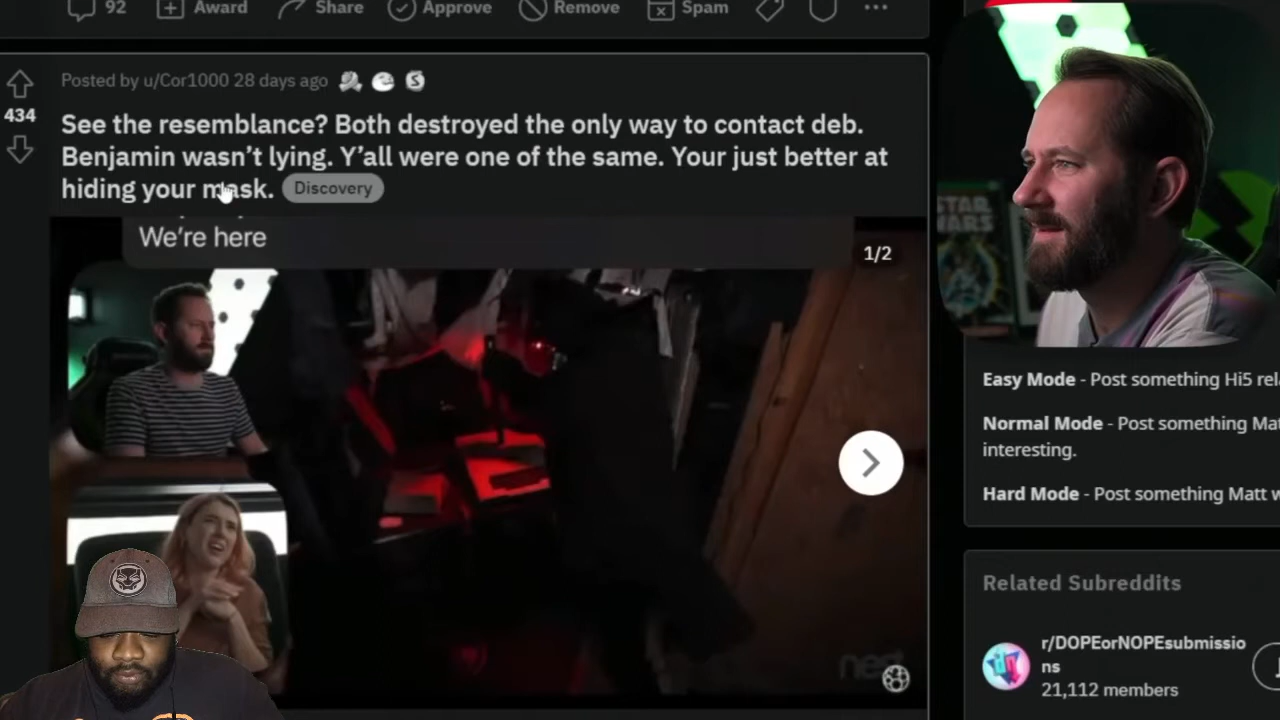 92 Award Share Approve Remove Spam
Posted by u/Cor1000 28 days ago
434
See the resemblance? Both destroyed the only way to contact deb.
Benjamin wasn't lying. Y'all were one of the same. Your just better at
hiding your mask. Discovery
We're here
1/2
nest
STAR
WARS
Easy Mode - Post something Hi5 rel
Normal Mode - Post something Mat
interesting.
Hard Mode - Post something Matt w
Related Subreddits
r/DOPEorNOPEsubmissio
ns
21,112 members